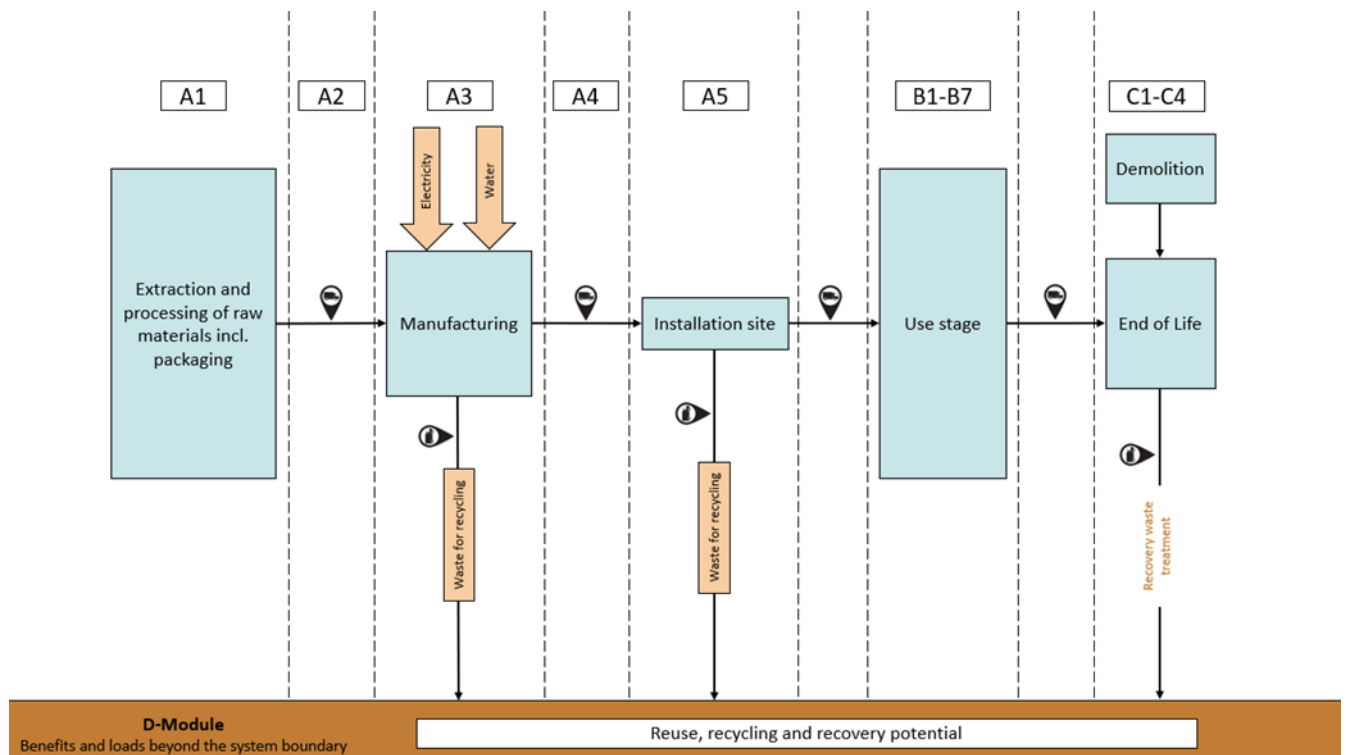 A1
A2
A3
A4
A5
B1-B7
C1-C4
Electricity
Water
Demolition
Extraction and
processing of raw
materials incl.
packaging
Manufacturing
Installation site
Use stage
End of Life
Waste for recycling
Waste for recycling
Recovery waste
treatment
D-Module
Benefits and loads beyond the system boundary
Reuse, recycling and recovery potential